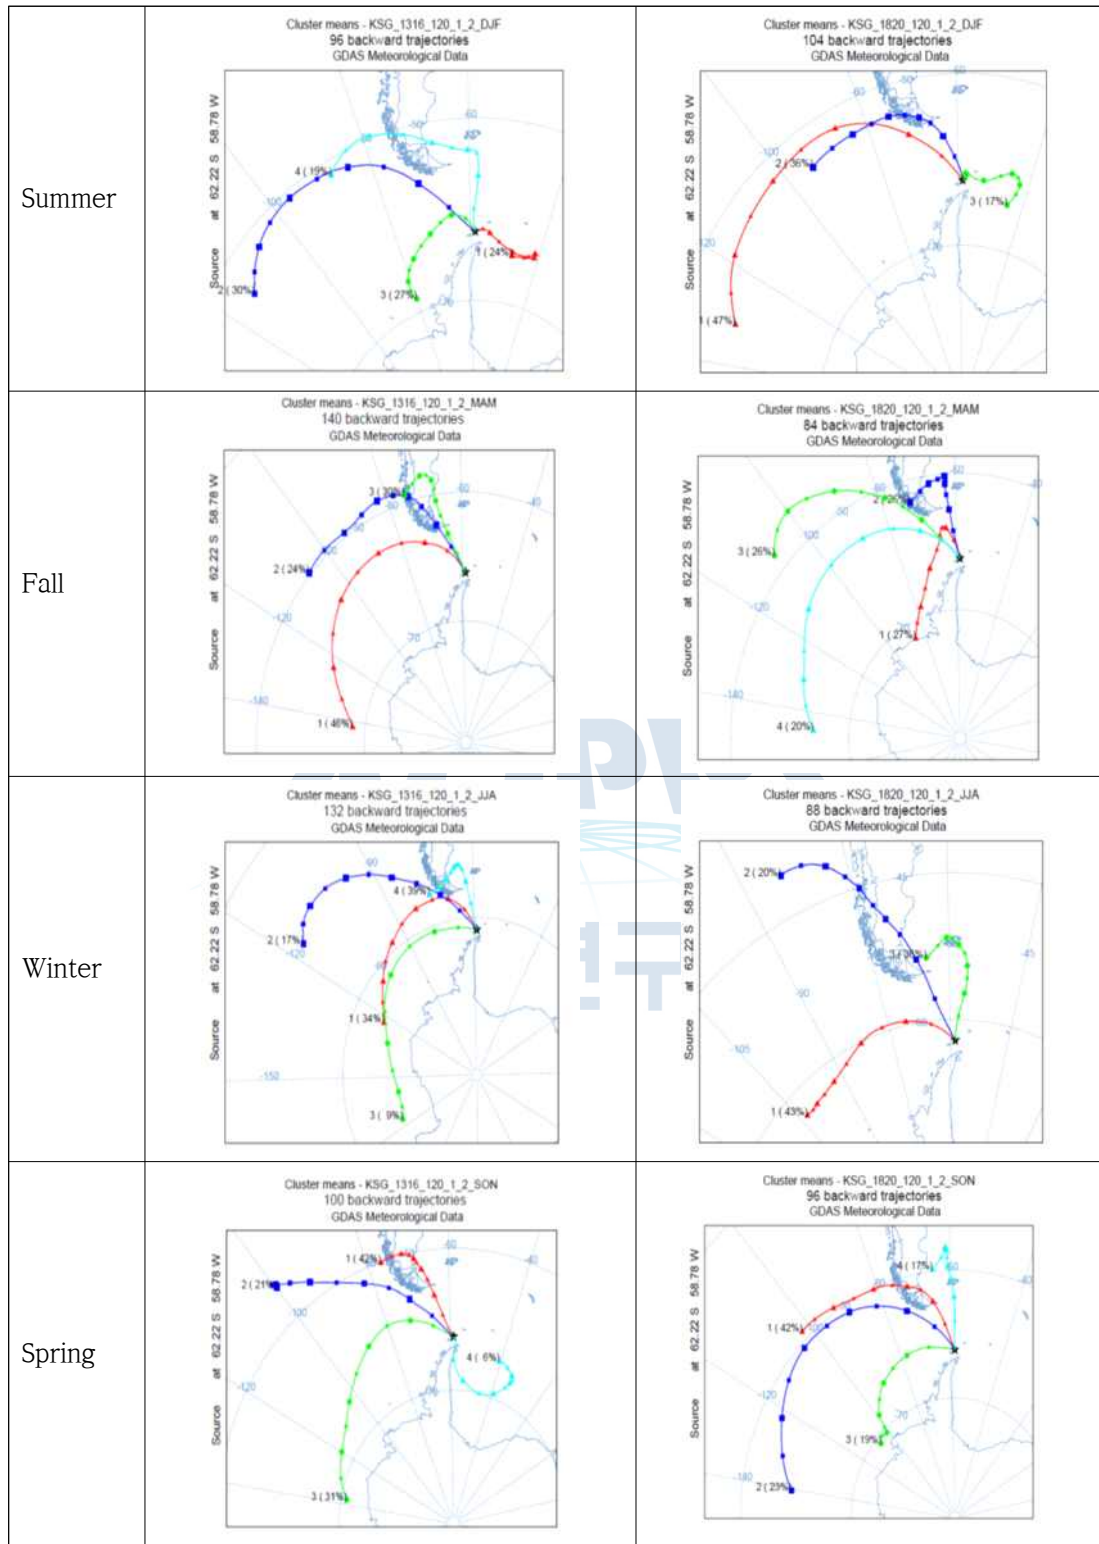 Summer
Cluster means - KSG_1316_120_1_2_DJF
96 backward trajectories
GDAS Meteorological Data
Source at 62.22 S 58.78 W
4 (19%)
1 (24%)
2 (30%)
3 (27%)
Cluster means - KSG_1820_120_1_2_DJF
104 backward trajectories
GDAS Meteorological Data
Source at 62.22 S 58.78 W
2 (36%)
3 (17%)
1 (47%)
Fall
Cluster means - KSG_1316_120_1_2_MAM
140 backward trajectories
GDAS Meteorological Data
Source at 62.22 S 58.78 W
3 (30%)
2 (24%)
1 (46%)
Cluster means - KSG_1820_120_1_2_MAM
84 backward trajectories
GDAS Meteorological Data
Source at 62.22 S 58.78 W
3 (26%)
1 (27%)
4 (20%)
Winter
Cluster means - KSG_1316_120_1_2_JJA
132 backward trajectories
GDAS Meteorological Data
Source at 62.22 S 58.78 W
4 (39%)
2 (17%)
1 (34%)
3 ( 9%)
Cluster means - KSG_1820_120_1_2_JJA
88 backward trajectories
GDAS Meteorological Data
Source at 62.22 S 58.78 W
2 (20%)
1 (43%)
Spring
Cluster means - KSG_1316_120_1_2_SON
100 backward trajectories
GDAS Meteorological Data
Source at 62.22 S 58.78 W
1 (42%)
2 (21%)
4 ( 6%)
3 (31%)
Cluster means - KSG_1820_120_1_2_SON
96 backward trajectories
GDAS Meteorological Data
Source at 62.22 S 58.78 W
4 (17%)
1 (42%)
3 (19%)
2 (23%)